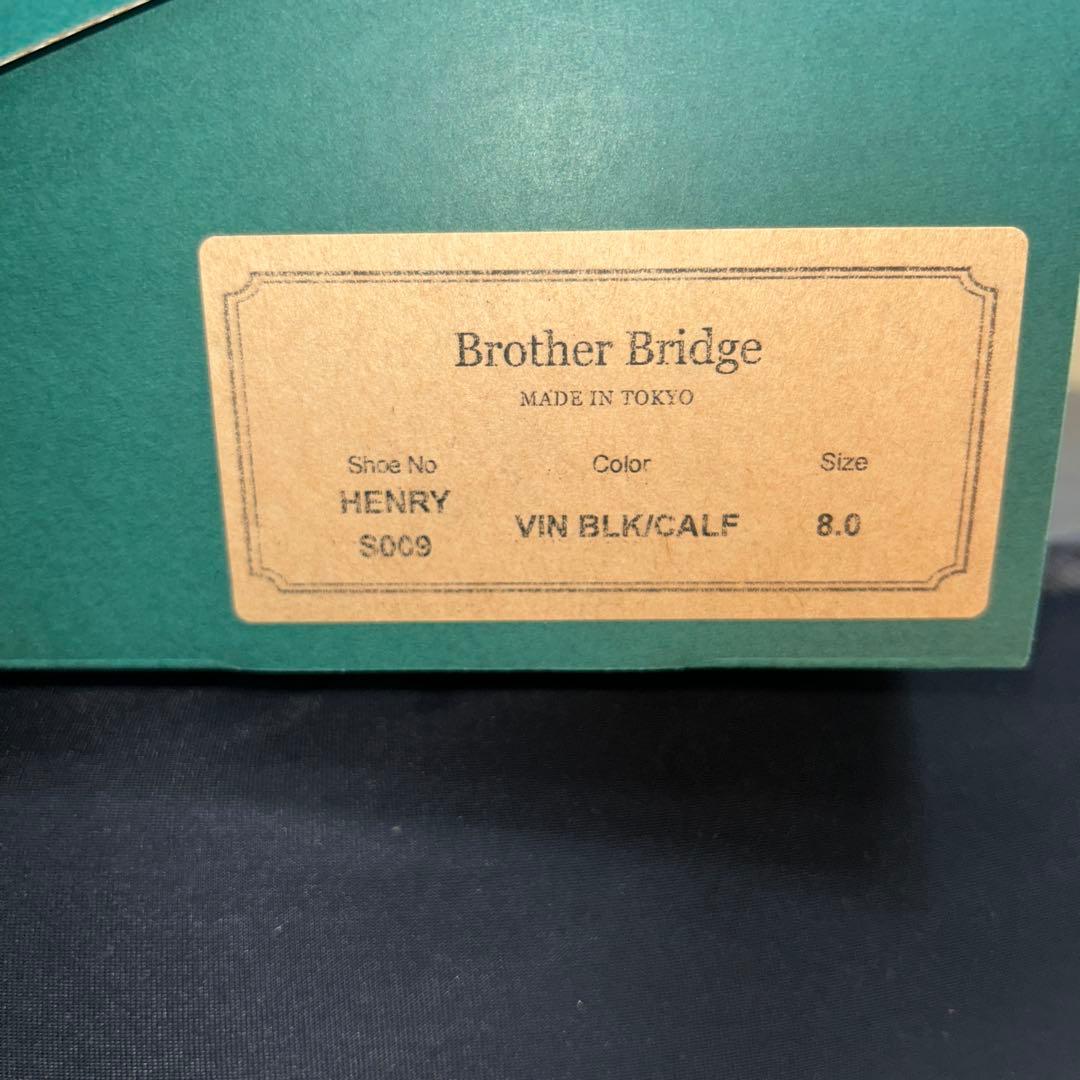 Brother Bridge
MADE IN TOKYO
Shoe No Color Size
HENRY
VIN BLK/CALF 8.0
S009